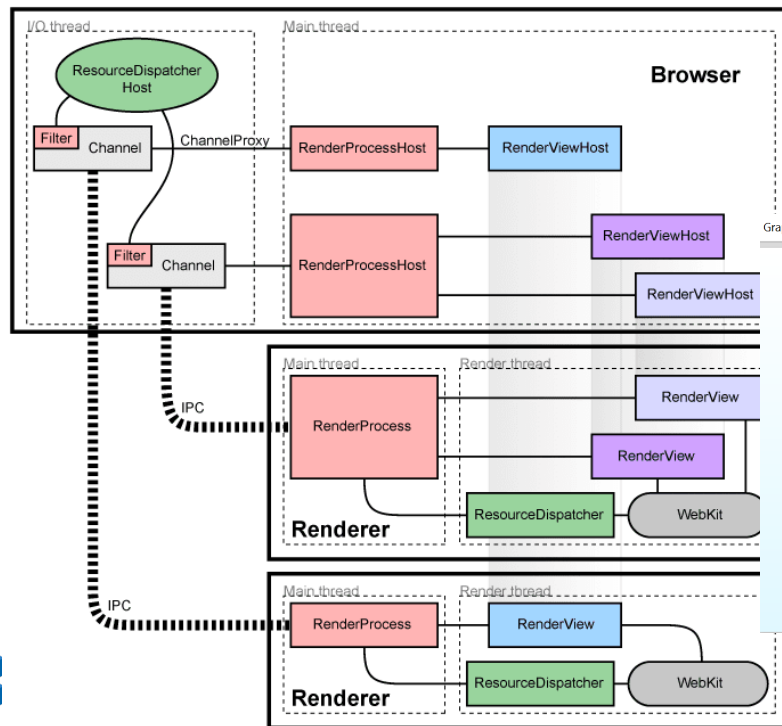 I/O thread
Main thread
ResourceDispatcher
Host
Browser
Filter
Channel
ChannelProxy
RenderProcessHost
RenderViewHost
Filter
Channel
RenderProcessHost
RenderViewHost
Gra
RenderViewHost
Main thread
Render thread
IPC
RenderProcess
RenderView
RenderView
ResourceDispatcher
WebKit
Renderer
Main thread
Render thread
IPC
RenderProcess
RenderView
ResourceDispatcher
WebKit
Renderer